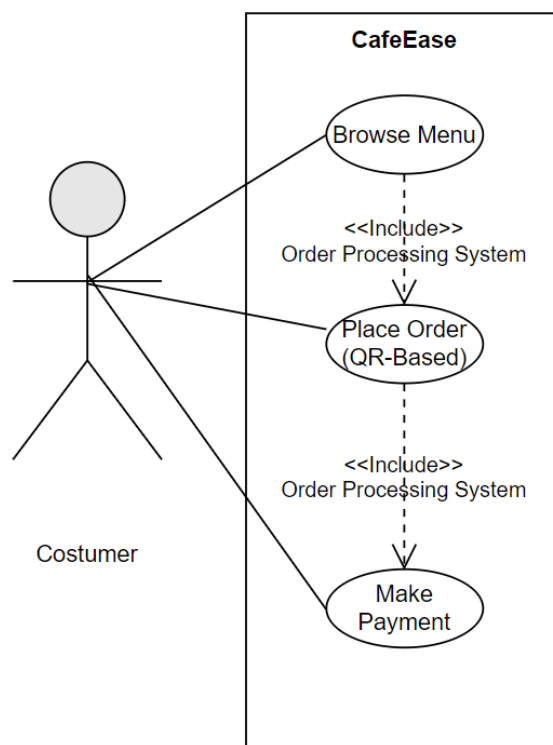 CafeEase
Browse Menu
<<Include>>
Order Processing System
Place Order
(QR-Based)
<<Include>>
Order Processing System
Costumer
Make
Payment